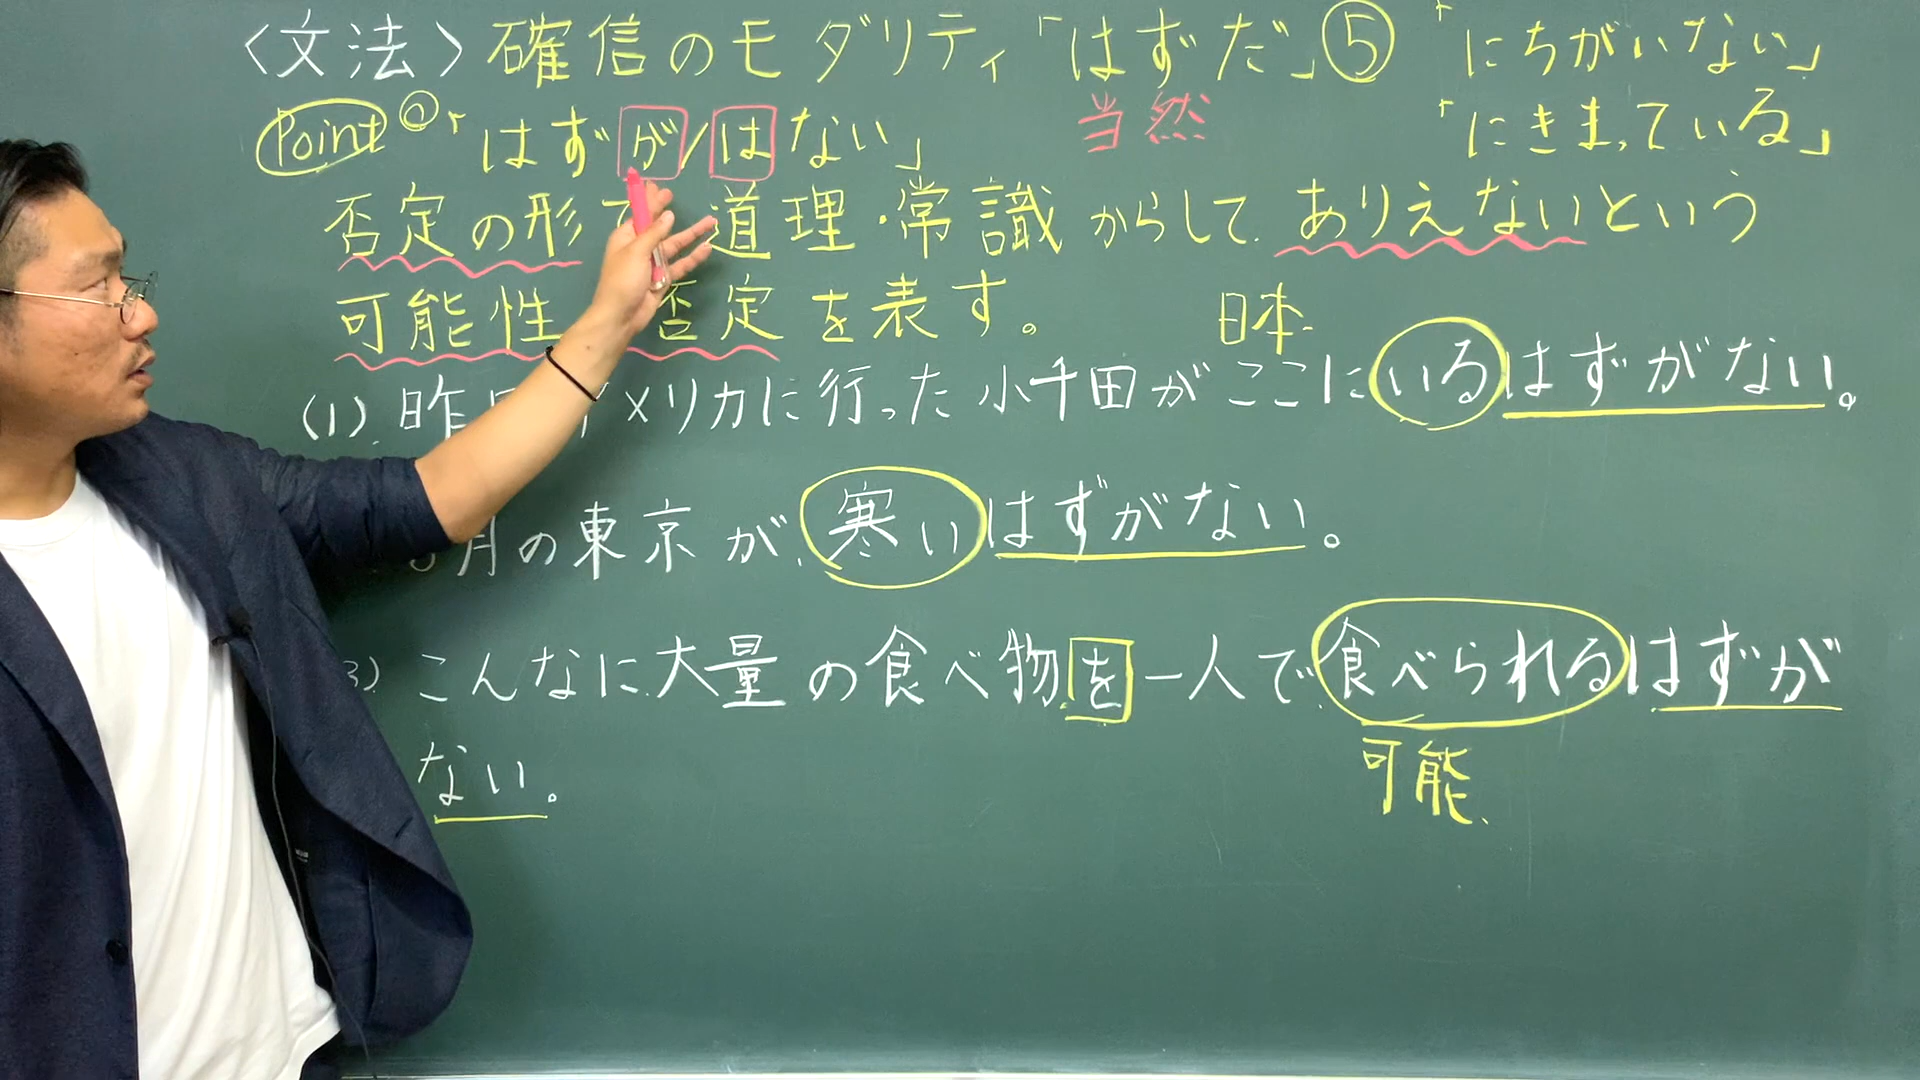 〈文法〉確信のモダリティ「はずだ」⑤ 「にちがいない」
「にきまっている」
Point ◎「はずが/はない」 当然
否定の形で 道理・常識からして ありえないという
可能性 否定を表す。 日本
(1). 昨日アメリカに行った小千田がここにいるはずがない。
月の東京が、寒いはずがない。
3). こんなに大量の食べ物を一人で食べられるはずが
ない。
可能